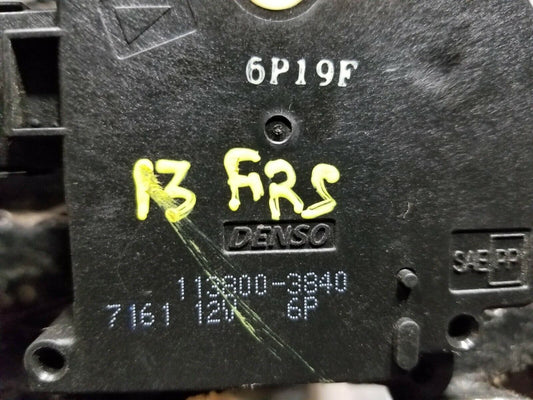 6P19F
13 FRS
DENSO
SAE PP
113800-3840
7161 12V 6P